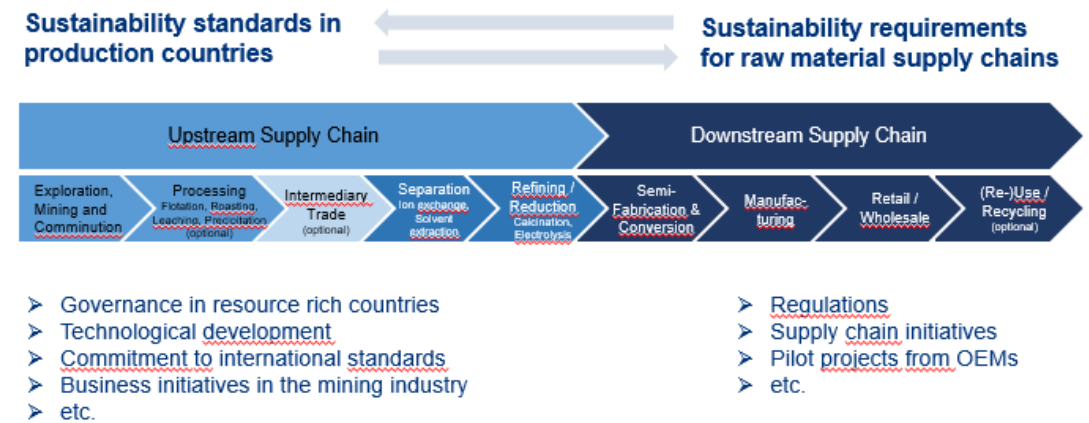 Sustainability standards in
production countries
Sustainability requirements
for raw material supply chains
Upstream Supply Chain
Downstream Supply Chain
Exploration,
Mining and
Comminution
Processing
Flotation, Roasting,
Leaching, Precipitation
(optional)
Intermediary
Trade
(optional)
Separation
Ion exchange,
Solvent
extraction
Refining /
Reduction
Calcination,
Electrolysis
Semi-
Fabrication &
Conversion
Manufac-
turing
Retail /
Wholesale
(Re-)Use /
Recycling
(optional)
➢ Governance in resource rich countries
➢ Technological development
➢ Commitment to international standards
➢ Business initiatives in the mining industry
➢ etc.
➢ Regulations
➢ Supply chain initiatives
➢ Pilot projects from OEMs
➢ etc.